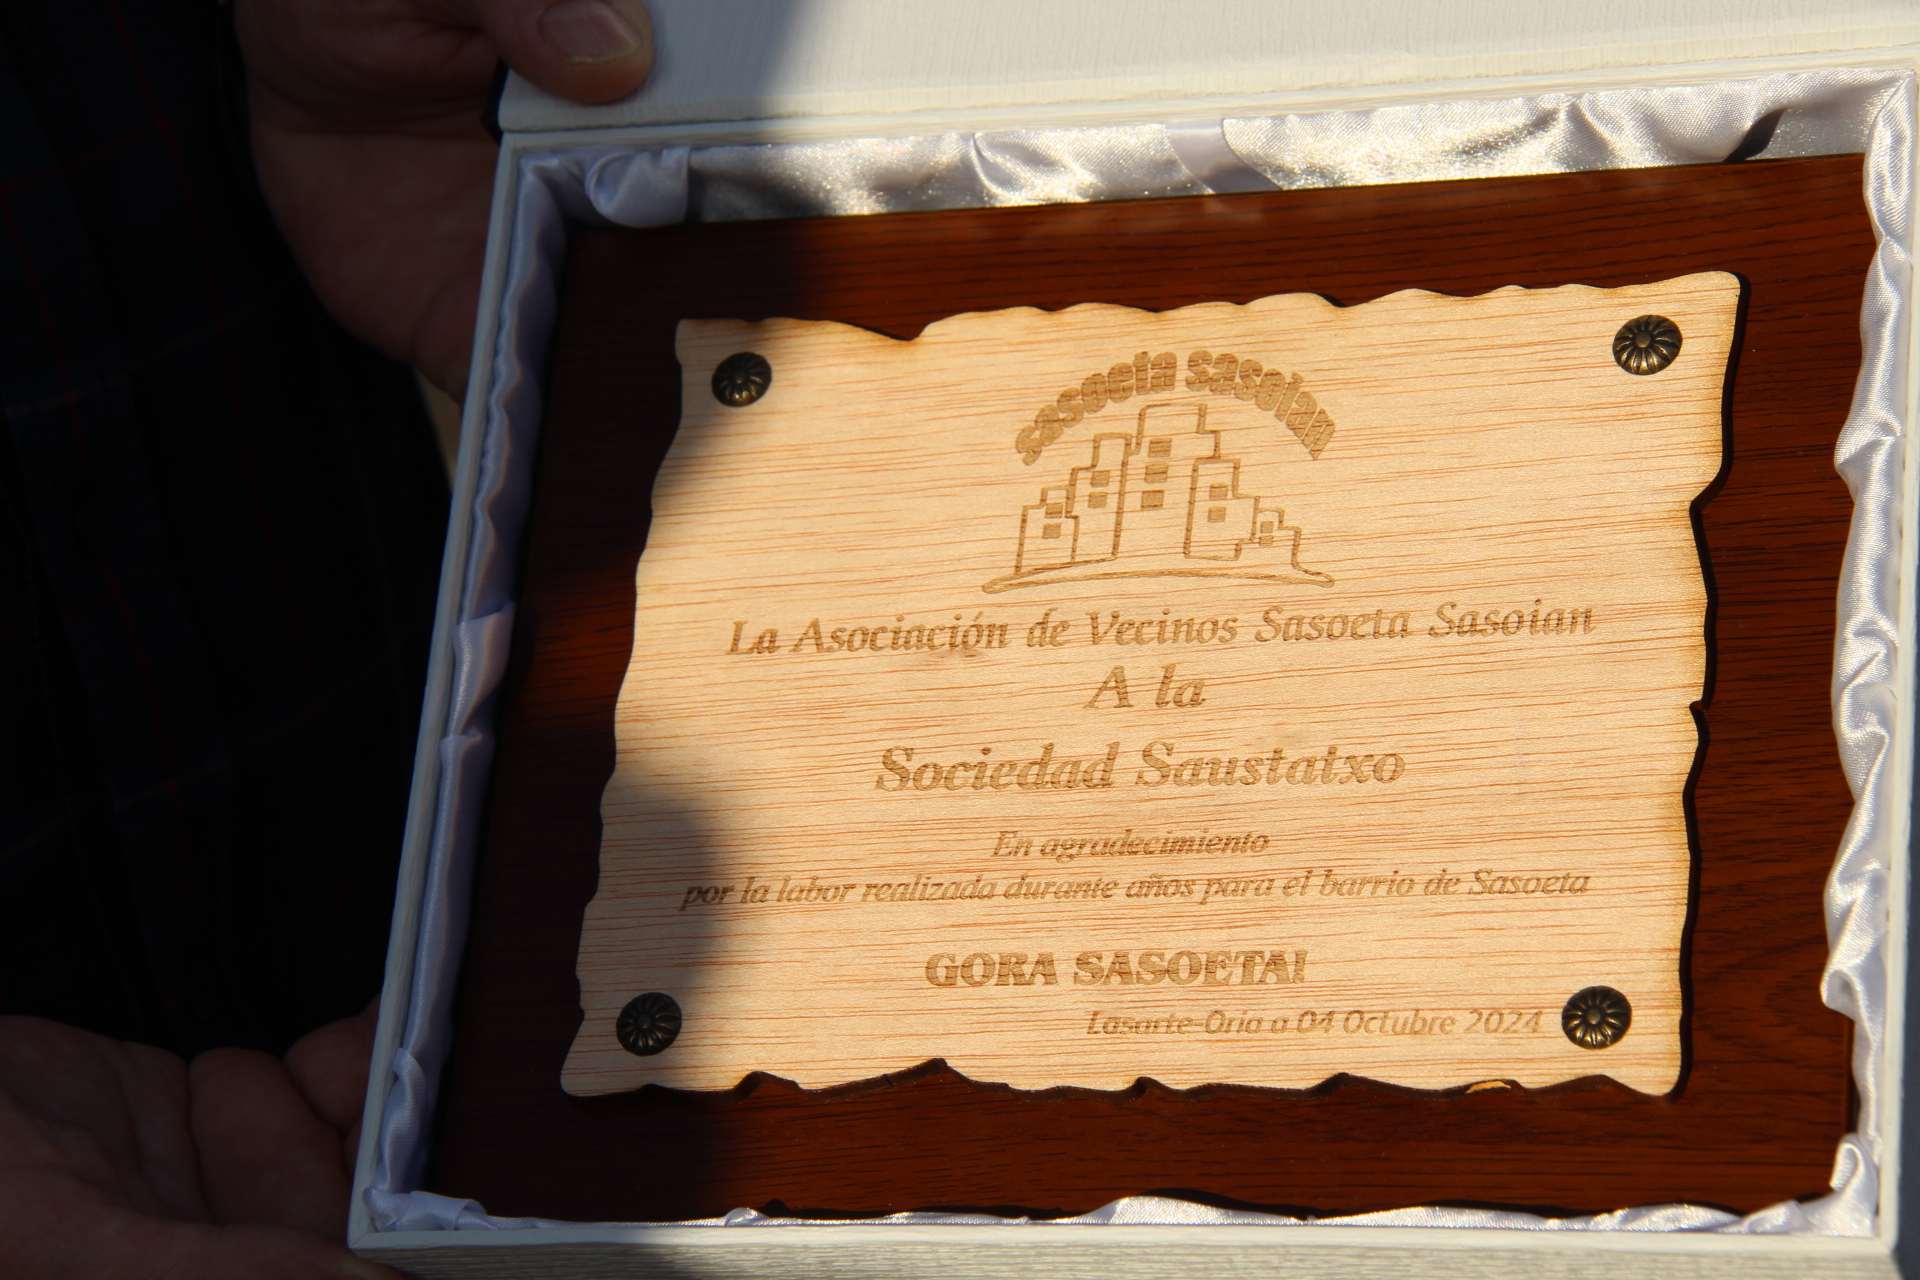 sasoeta sasoian
La Asociación de Vecinos Sasoeta Sasoian
A la
Sociedad Saustatxo
En agradecimiento
por la labor realizada durante años para el barrio de Sasoeta
GORA SASOETA!
Lasarte-Oria a 04 Octubre 2024